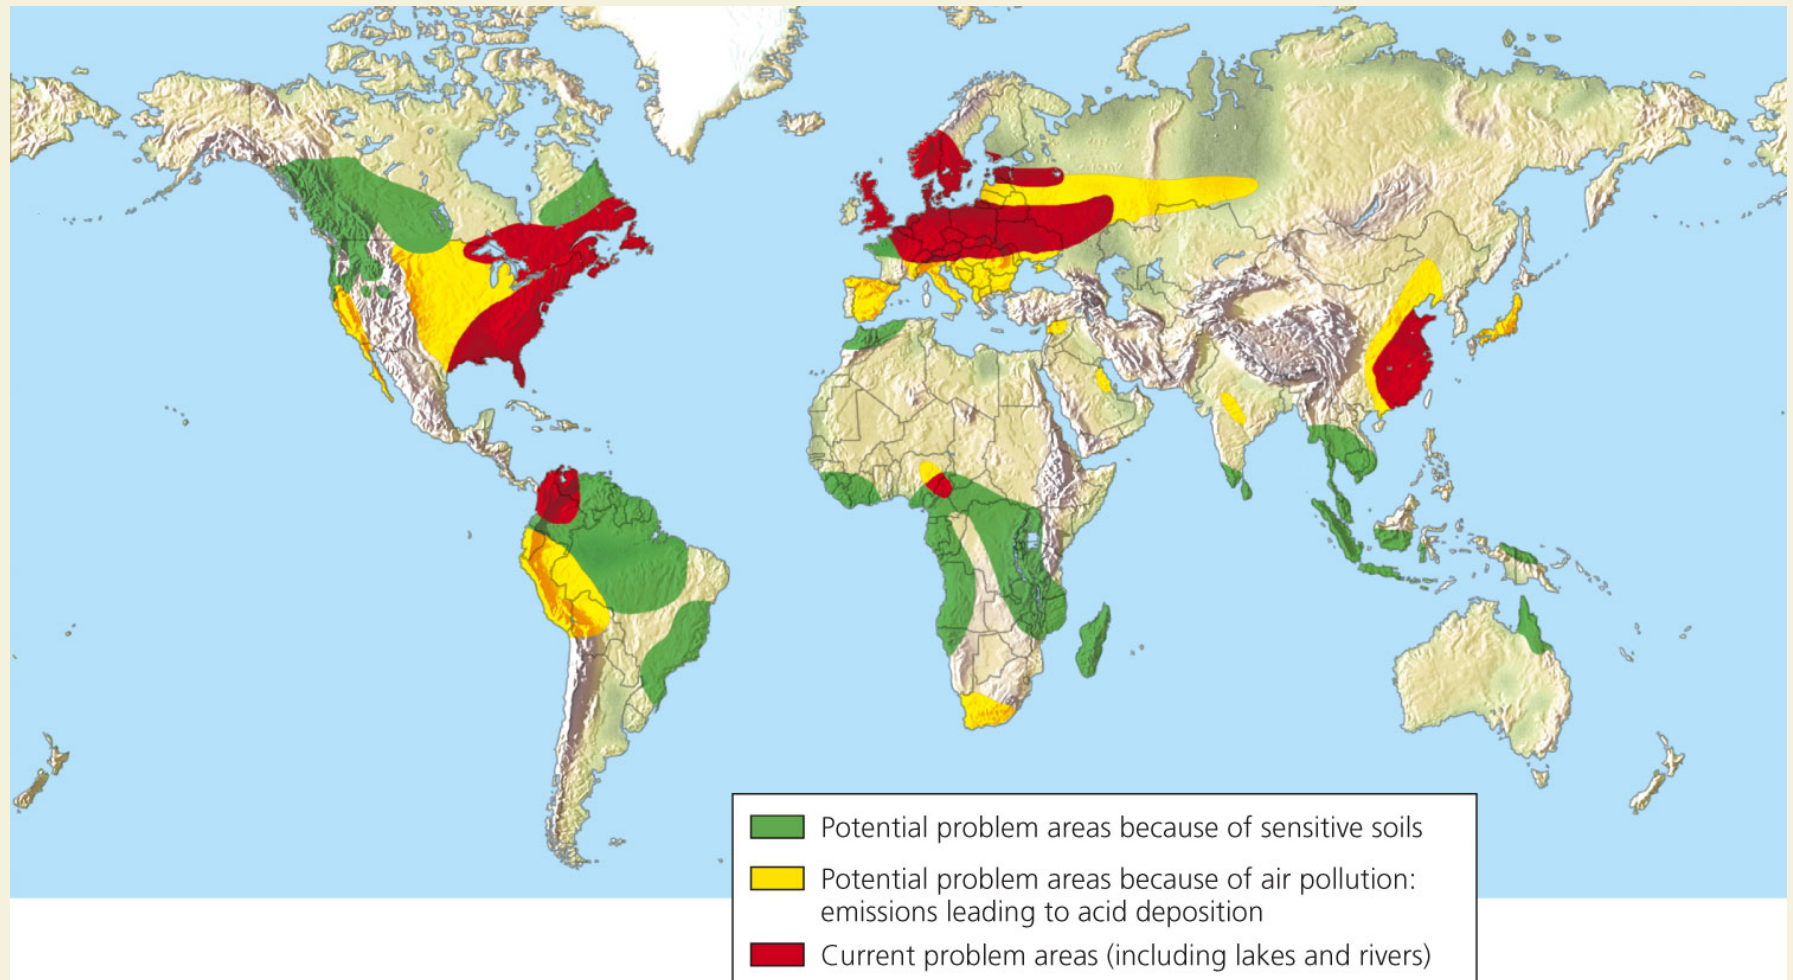 Potential problem areas because of sensitive soils
Potential problem areas because of air pollution:
emissions leading to acid deposition
Current problem areas (including lakes and rivers)